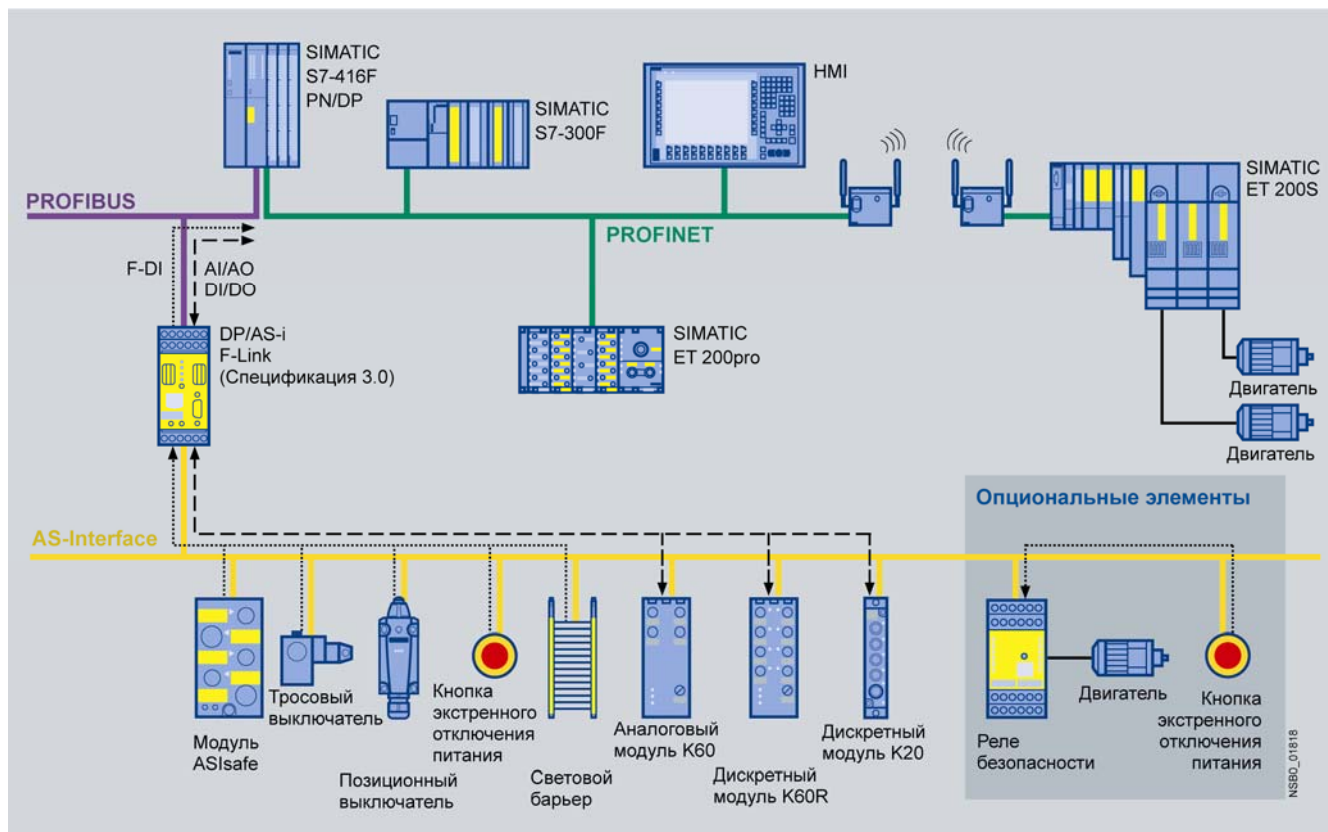 SIMATIC
S7-416F
PN/DP
SIMATIC
S7-300F
HMI
SIMATIC
ET 200S
PROFIBUS
PROFINET
F-DI
AI/AO
DI/DO
DP/AS-i
F-Link
(Спецификация 3.0)
SIMATIC
ET 200pro
Двигатель
Двигатель
Опциональные элементы
AS-Interface
Модуль
ASIsafe
Тросовый
выключатель
Позиционный
выключатель
Кнопка
экстренного
отключения
питания
Световой
барьер
Аналоговый
модуль K60
Дискретный
модуль K60R
Дискретный
модуль K20
Реле
безопасности
Двигатель
Кнопка
экстренного
отключения
питания
NSB0_01818